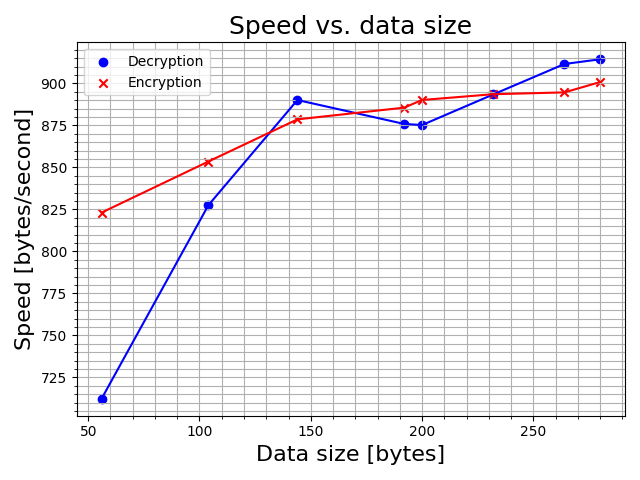 Speed vs. data size
Decryption
Encryption
Speed [bytes/second]
900
875
850
825
800
775
750
725
50 100 150 200 250
Data size [bytes]